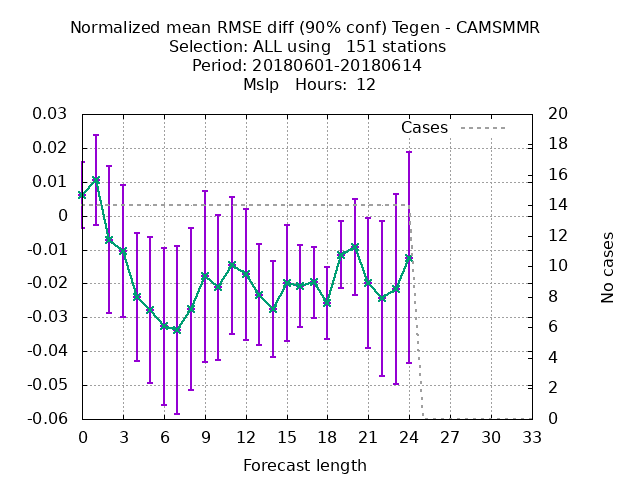 Normalized mean RMSE diff (90% conf) Tegen - CAMSMMR
Selection: ALL using   151 stations
Period: 20180601-20180614
Mslp   Hours:  12
0.03
0.02
0.01
0
-0.01
-0.02
-0.03
-0.04
-0.05
-0.06
Cases
20
18
16
14
12
10
8
6
4
2
0
No cases
0 3 6 9 12 15 18 21 24 27 30 33
Forecast length